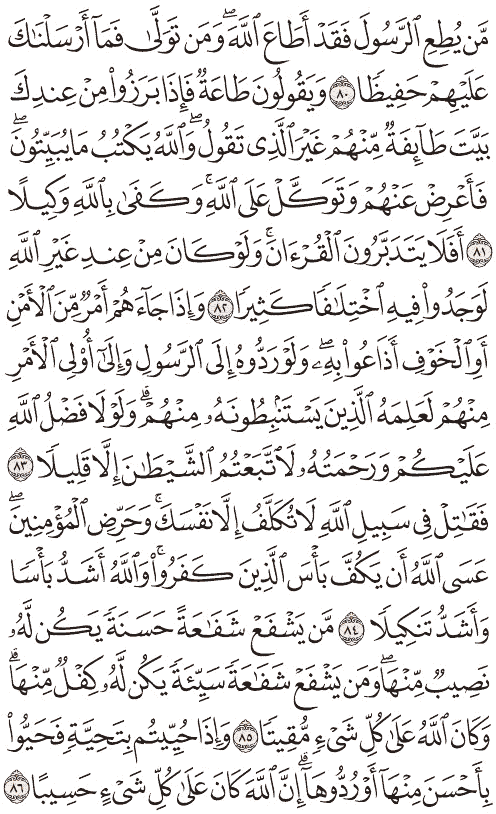 مَّن يُطِعِ ٱلرَّسُولَ فَقَدۡ أَطَاعَ ٱللَّهَۖ وَمَن تَوَلَّىٰ فَمَآ أَرۡسَلۡنَٰكَ
عَلَيۡهِمۡ حَفِيظٗا ٨٠ وَيَقُولُونَ طَاعَةٞ فَإِذَا بَرَزُواْ مِنۡ عِندِكَ
بَيَّتَ طَآئِفَةٞ مِّنۡهُمۡ غَيۡرَ ٱلَّذِي تَقُولُۖ وَٱللَّهُ يَكۡتُبُ مَا يُبَيِّتُونَۖ
فَأَعۡرِضۡ عَنۡهُمۡ وَتَوَكَّلۡ عَلَى ٱللَّهِۚ وَكَفَىٰ بِٱللَّهِ وَكِيلًا
٨١ أَفَلَا يَتَدَبَّرُونَ ٱلۡقُرۡءَانَۚ وَلَوۡ كَانَ مِنۡ عِندِ غَيۡرِ ٱللَّهِ
لَوَجَدُواْ فِيهِ ٱخۡتِلَٰفٗا كَثِيرٗا ٨٢ وَإِذَا جَآءَهُمۡ أَمۡرٞ مِّنَ ٱلۡأَمۡنِ
أَوِ ٱلۡخَوۡفِ أَذَاعُواْ بِهِۦۖ وَلَوۡ رَدُّوهُ إِلَى ٱلرَّسُولِ وَإِلَىٰٓ أُوْلِي ٱلۡأَمۡرِ
مِنۡهُمۡ لَعَلِمَهُ ٱلَّذِينَ يَسۡتَنۢبِطُونَهُۥ مِنۡهُمۡۗ وَلَوۡلَا فَضۡلُ ٱللَّهِ
عَلَيۡكُمۡ وَرَحۡمَتُهُۥ لَٱتَّبَعۡتُمُ ٱلشَّيۡطَٰنَ إِلَّا قَلِيلٗا ٨٣
فَقَٰتِلۡ فِي سَبِيلِ ٱللَّهِ لَا تُكَلَّفُ إِلَّا نَفۡسَكَۚ وَحَرِّضِ ٱلۡمُؤۡمِنِينَۖ
عَسَى ٱللَّهُ أَن يَكُفَّ بَأۡسَ ٱلَّذِينَ كَفَرُواْۚ وَٱللَّهُ أَشَدُّ بَأۡسٗا
وَأَشَدُّ تَنكِيلٗا ٨٤ مَّن يَشۡفَعۡ شَفَٰعَةً حَسَنَةٗ يَكُن لَّهُۥ
نَصِيبٞ مِّنۡهَاۖ وَمَن يَشۡفَعۡ شَفَٰعَةٗ سَيِّئَةٗ يَكُن لَّهُۥ كِفۡلٞ مِّنۡهَاۗ
وَكَانَ ٱللَّهُ عَلَىٰ كُلِّ شَيۡءٖ مُّقِيتٗا ٨٥ وَإِذَا حُيِّيتُم بِتَحِيَّةٖ فَحَيُّواْ
بِأَحۡسَنَ مِنۡهَآ أَوۡ رُدُّوهَآۗ إِنَّ ٱللَّهَ كَانَ عَلَىٰ كُلِّ شَيۡءٍ حَسِيبًا ٨٦